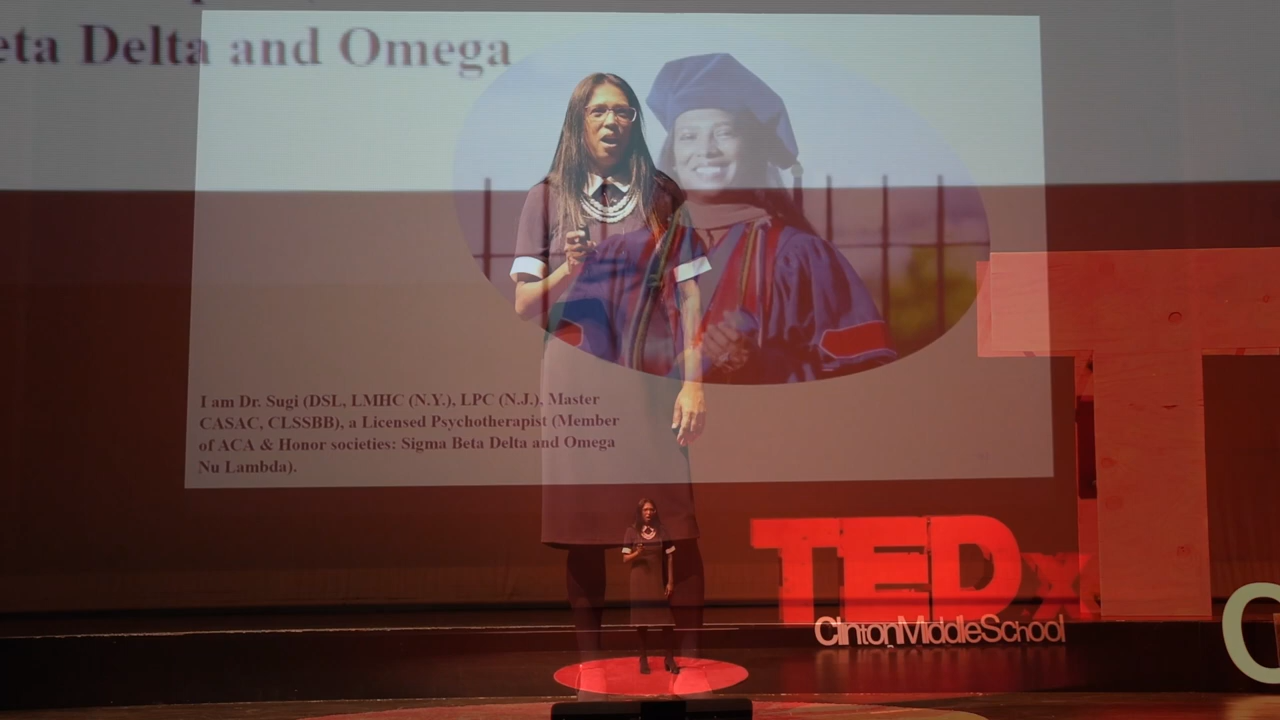 eta Delta and Omega
I am Dr. Sugi (DSL, LMHC (N.Y.), LPC (N.J.), Master
CASAC, CLSSBB), a Licensed Psychotherapist (Member
of ACA & Honor societies: Sigma Beta Delta and Omega
Nu Lambda).
TEDx
ClintonMiddleSchool
T
C